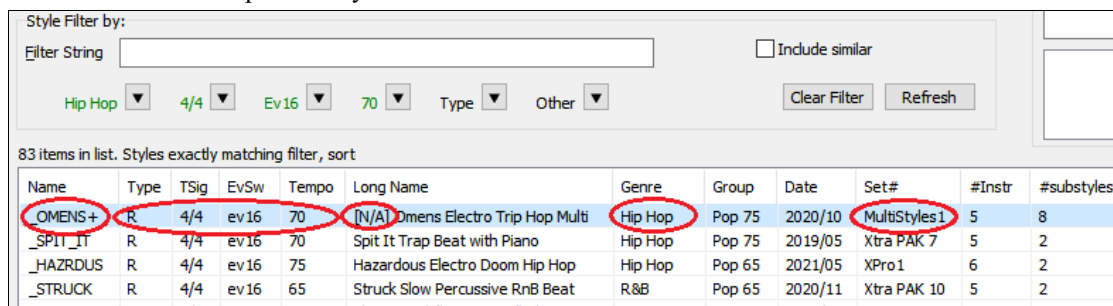 Style Filter by:
Filter String
Include similar
Hip Hop 4/4 Ev16 70 Type Other Clear Filter Refresh
83 items in list. Styles exactly matching filter, sort
Name Type TSig EvSw Tempo Long Name Genre Group Date Set# #Instr #substyles
_OMENS+ R 4/4 ev16 70 [N/A] Omens Electro Trip Hop Multi Hip Hop Pop 75 2020/10 MultiStyles1 5 8
_SPIT_IT R 4/4 ev16 70 Spit It Trap Beat with Piano Hip Hop Pop 75 2019/05 Xtra PAK 7 5 2
_HAZRDUS R 4/4 ev16 75 Hazardous Electro Doom Hip Hop Hip Hop Pop 65 2021/05 XPro1 6 2
_STRUCK R 4/4 ev16 65 Struck Slow Percussive RnB Beat R&B Pop 65 2020/11 Xtra PAK 10 5 2